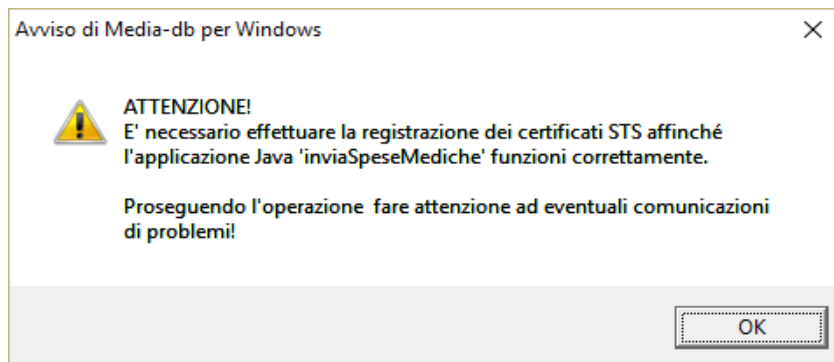 Avviso di Media-db per Windows
ATTENZIONE!
E' necessario effettuare la registrazione dei certificati STS affinché
l'applicazione Java 'inviaSpeseMediche' funzioni correttamente.
Proseguendo l'operazione  fare attenzione ad eventuali comunicazioni
di problemi!
OK